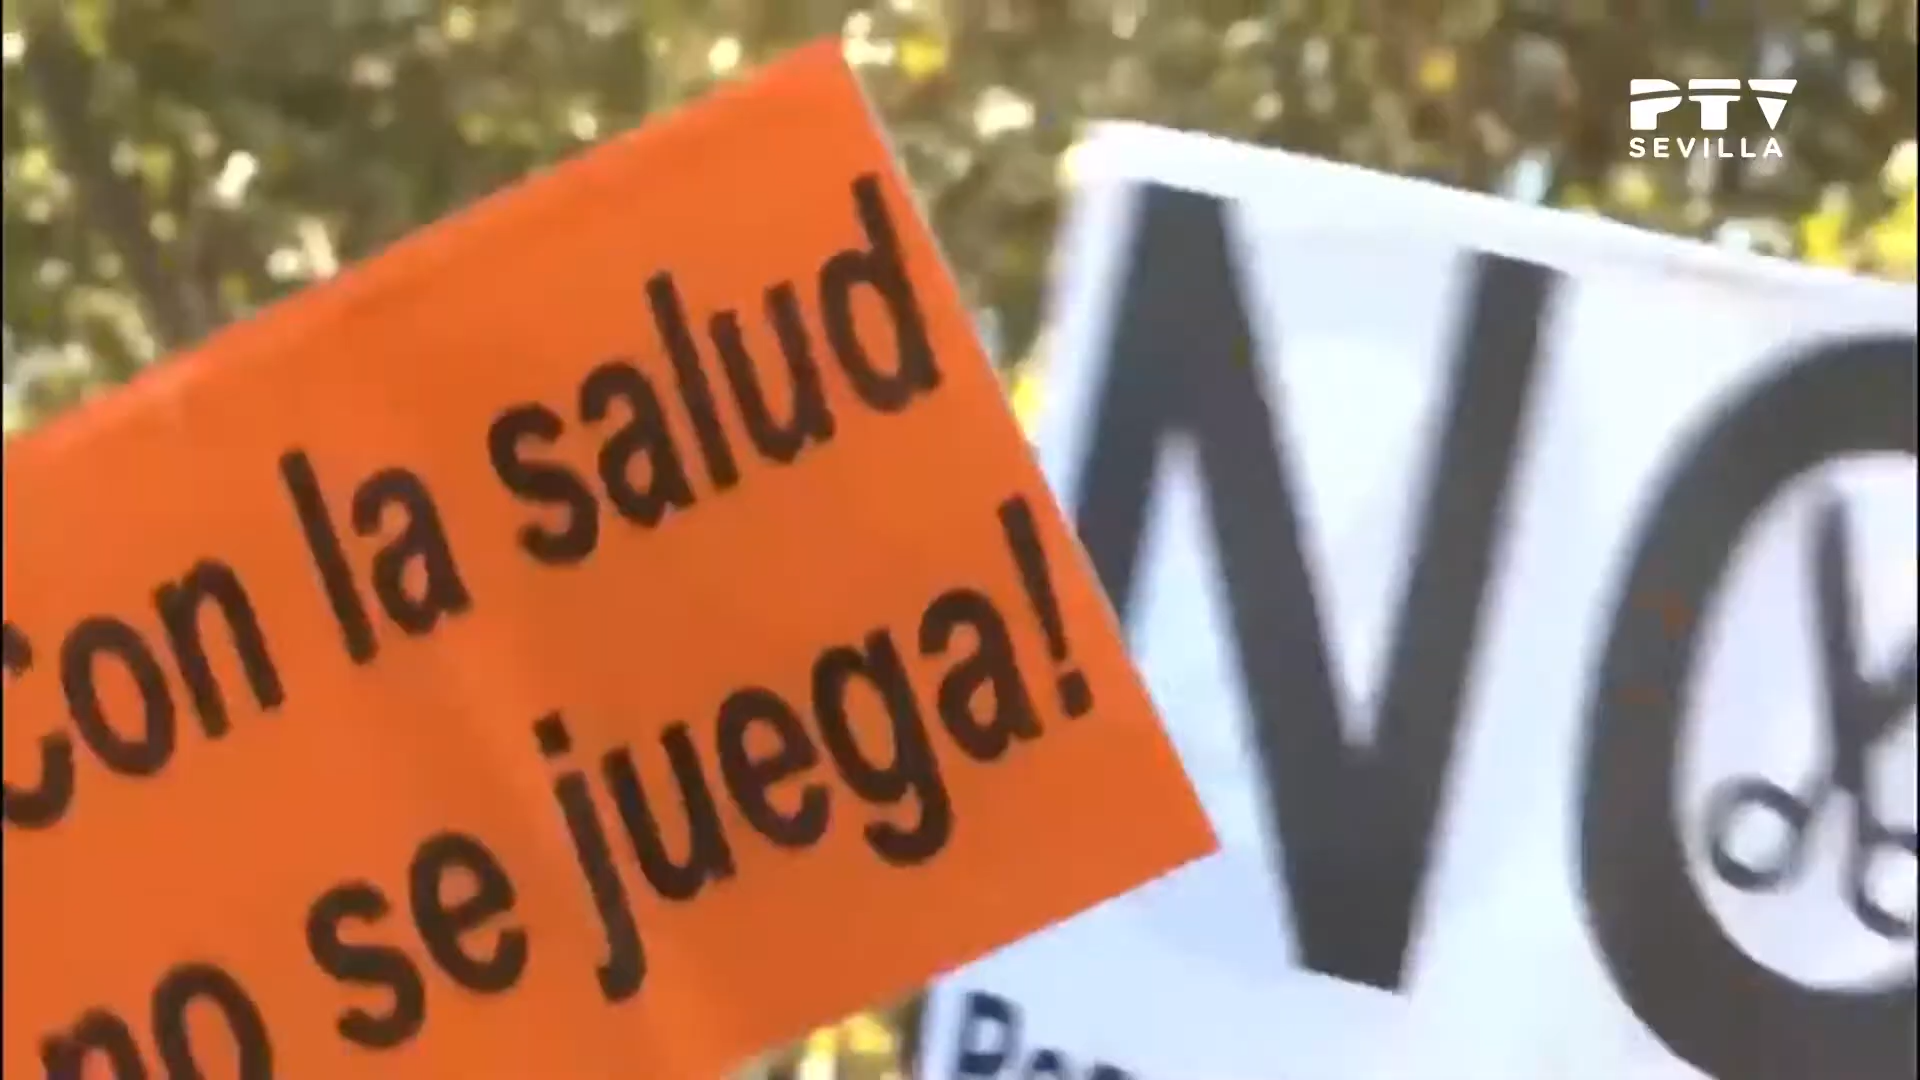 con la salud
no se juega!
NO
PTV
SEVILLA